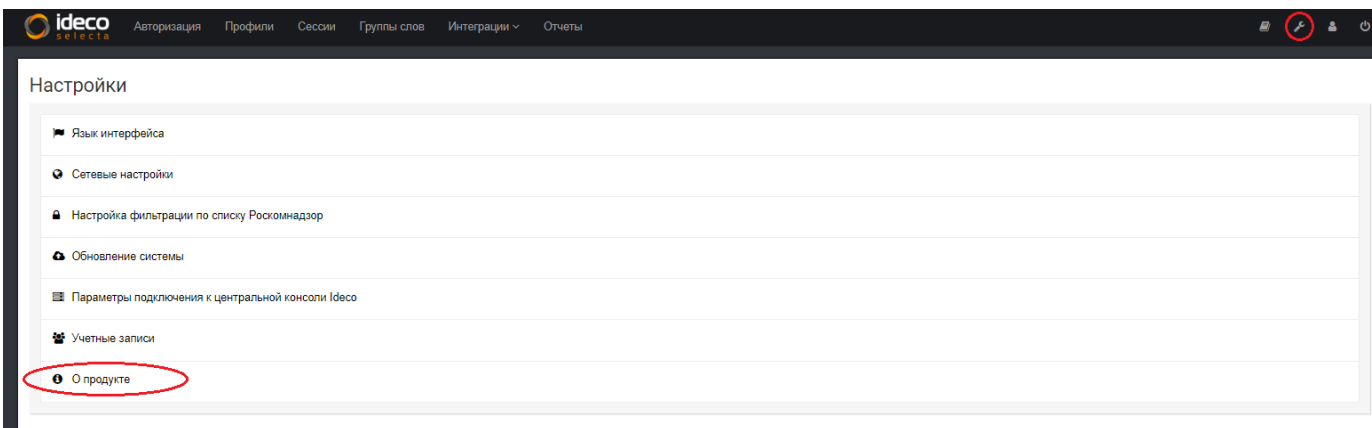 ideco
selecta
Авторизация Профили Сессии Группы слов Интеграции Отчеты
Настройки
Язык интерфейса
Сетевые настройки
Настройка фильтрации по списку Роскомнадзор
Обновление системы
Параметры подключения к центральной консоли Ideco
Учетные записи
О продукте